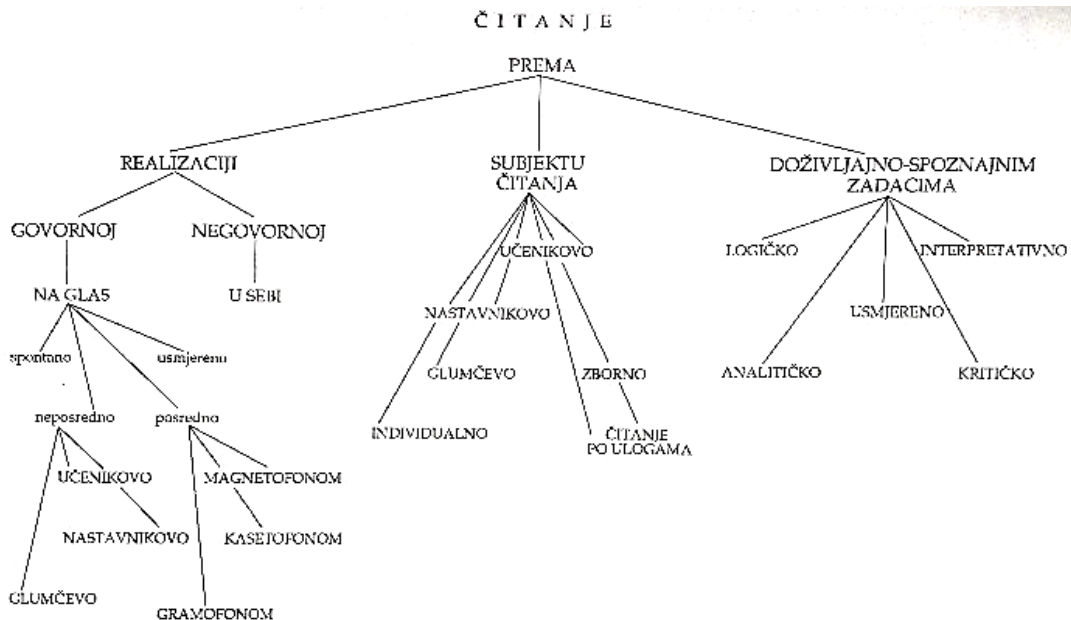 ČITANJE
PREMA
REALIZACIJI
SUBJEKTU
ČITANJA
DOŽIVLJAJNO-SPOZNAJNIM
ZADACIMA
GOVORNOJ
NEGOVORNOJ
UČENIKOVO
LOGIČKO
INTERPRETATIVNO
NA GLAS
U SEBI
NASTAVNIKOVO
USMJERENO
spontano
usmjereno
GLUMČEVO
ZBORNO
ANALITIČKO
KRITIČKO
neposredno
posredno
INDIVIDUALNO
ČITANJE
PO ULOGAMA
UČENIKOVO
MAGNETOFONOM
NASTAVNIKOVO
KASETOFONOM
GLUMČEVO
GRAMOFONOM